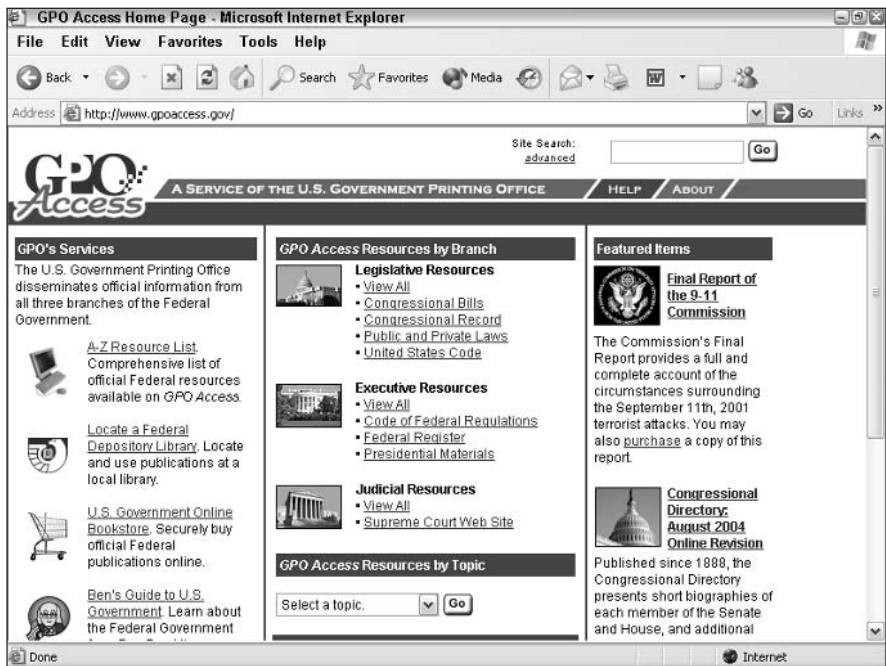 GPO Access Home Page - Microsoft Internet Explorer
File Edit View Favorites Tools Help
Back Search Favorites Media
Address http://www.gpoaccess.gov/ Go Links »
Site Search:
advanced
Go
GPO
Access
A SERVICE OF THE U.S. GOVERNMENT PRINTING OFFICE
HELP
ABOUT
GPO's Services
The U.S. Government Printing Office
disseminates official information from
all three branches of the Federal
Government.
A-Z Resource List.
Comprehensive list of
official Federal resources
available on GPO Access.
Locate a Federal
Depository Library. Locate
and use publications at a
local library.
U.S. Government Online
Bookstore. Securely buy
official Federal
publications online.
Ben's Guide to U.S.
Government. Learn about
the Federal Government
GPO Access Resources by Branch
Legislative Resources
▪ View All
▪ Congressional Bills
▪ Congressional Record
▪ Public and Private Laws
▪ United States Code
Executive Resources
▪ View All
▪ Code of Federal Regulations
▪ Federal Register
▪ Presidential Materials
Judicial Resources
▪ View All
▪ Supreme Court Web Site
GPO Access Resources by Topic
Select a topic. Go
Featured Items
Final Report of
the 9-11
Commission
The Commission's Final
Report provides a full and
complete account of the
circumstances surrounding
the September 11th, 2001
terrorist attacks. You may
also purchase a copy of this
report.
Congressional
Directory:
August 2004
Online Revision
Published since 1888, the
Congressional Directory
presents short biographies of
each member of the Senate
and House, and additional
Done
Internet